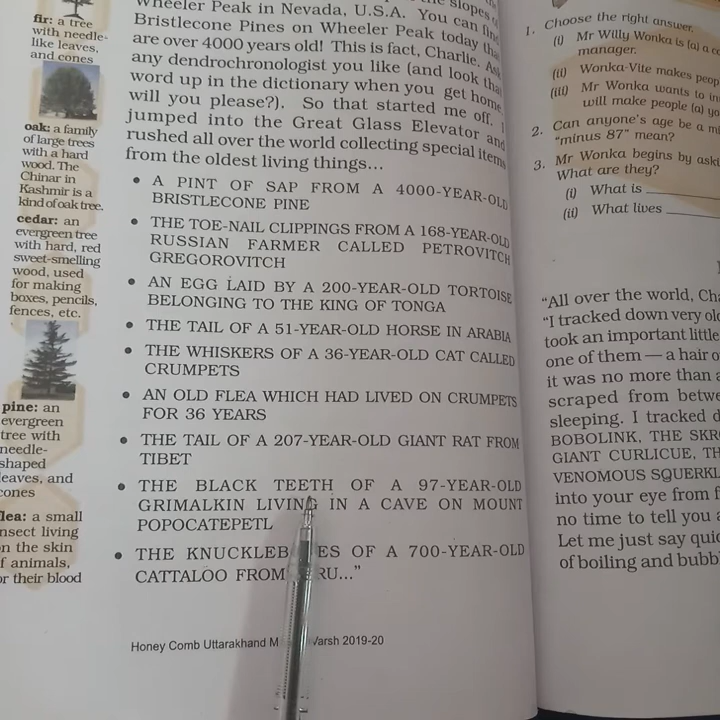 fir: a tree
with needle-
like leaves,
and cones
oak: a family
of large trees
with a hard
wood. The
Chinar in
Kashmir is a
kind of oak tree.
cedar: an
evergreen tree
with hard, red
sweet-smelling
wood, used
for making
boxes, pencils,
fences, etc.
pine: an
evergreen
tree with
needle-
shaped
leaves, and
cones
flea: a small
insect living
on the skin
of animals,
or their blood
Wheeler Peak in Nevada, U.S.A. You can find
Bristlecone Pines on Wheeler Peak today that
are over 4000 years old! This is fact, Charlie. Ask
any dendrochronologist you like (and look that
word up in the dictionary when you get home,
will you please?). So that started me off. I
jumped into the Great Glass Elevator and
rushed all over the world collecting special items
from the oldest living things...
• A PINT OF SAP FROM A 4000-YEAR-OLD
BRISTLECONE PINE
• THE TOE-NAIL CLIPPINGS FROM A 168-YEAR-OLD
RUSSIAN FARMER CALLED PETROVITCH
GREGOROVITCH
• AN EGG LAID BY A 200-YEAR-OLD TORTOISE
BELONGING TO THE KING OF TONGA
• THE TAIL OF A 51-YEAR-OLD HORSE IN ARABIA
• THE WHISKERS OF A 36-YEAR-OLD CAT CALLED
CRUMPETS
• AN OLD FLEA WHICH HAD LIVED ON CRUMPETS
FOR 36 YEARS
• THE TAIL OF A 207-YEAR-OLD GIANT RAT FROM
TIBET
• THE BLACK TEETH OF A 97-YEAR-OLD
GRIMALKIN LIVING IN A CAVE ON MOUNT
POPOCATEPETL
• THE KNUCKLEB ES OF A 700-YEAR-OLD
CATTALOO FROM RU..."
Honey Comb Uttarakhand M Varsh 2019-20
1. Choose the right answer.
(i) Mr Willy Wonka is (a) a
manager.
(ii) Wonka-Vite makes
(iii) Mr Wonka wants to
will make people (a)
2. Can anyone's age be a
"minus 87" mean?
3. Mr Wonka begins by
What are they?
(i) What is
(ii) What lives
"All over the world,
"I tracked down very
took an important little
one of them — a hair
it was no more than a
scraped from
sleeping. I tracked
BOBOLINK, THE
GIANT CURLICUE,
VENOMOUS
into your eye from
no time to tell you
Let me just say
of boiling and